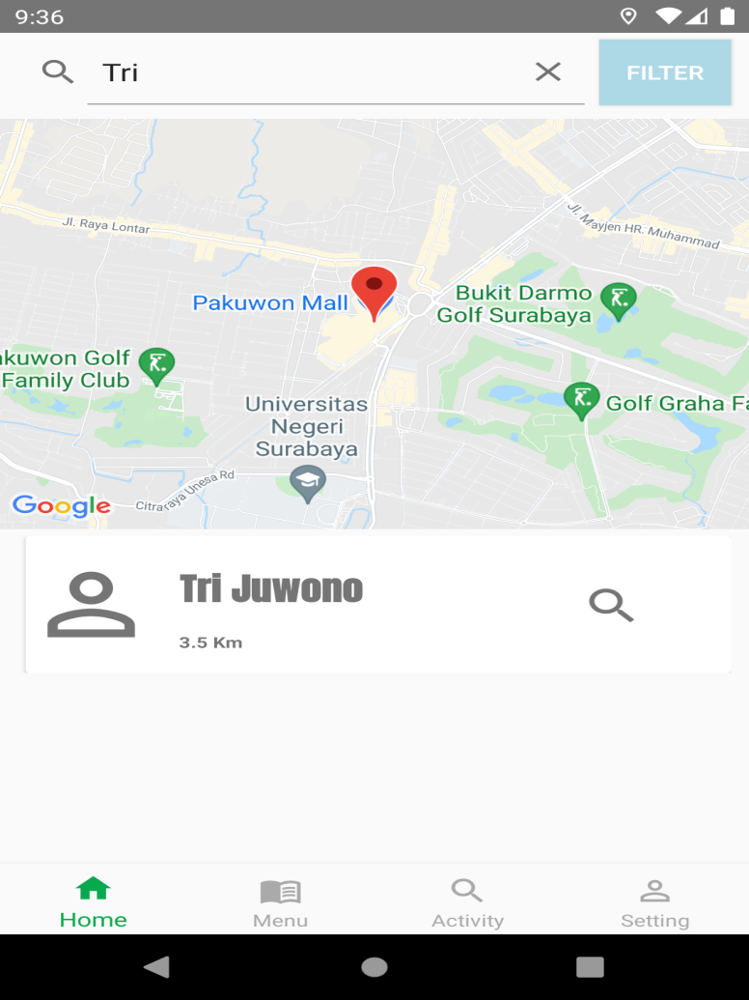 9:36
Tri
FILTER
Jl. Raya Lontar
Jl. Mayjen HR. Muhammad
Pakuwon Mall
Bukit Darmo
Golf Surabaya
kuwon Golf
Family Club
Golf Graha Fa
Universitas
Negeri
Surabaya
Citraraya Unesa Rd
Google
Tri Juwono
3.5 Km
Home
Menu
Activity
Setting